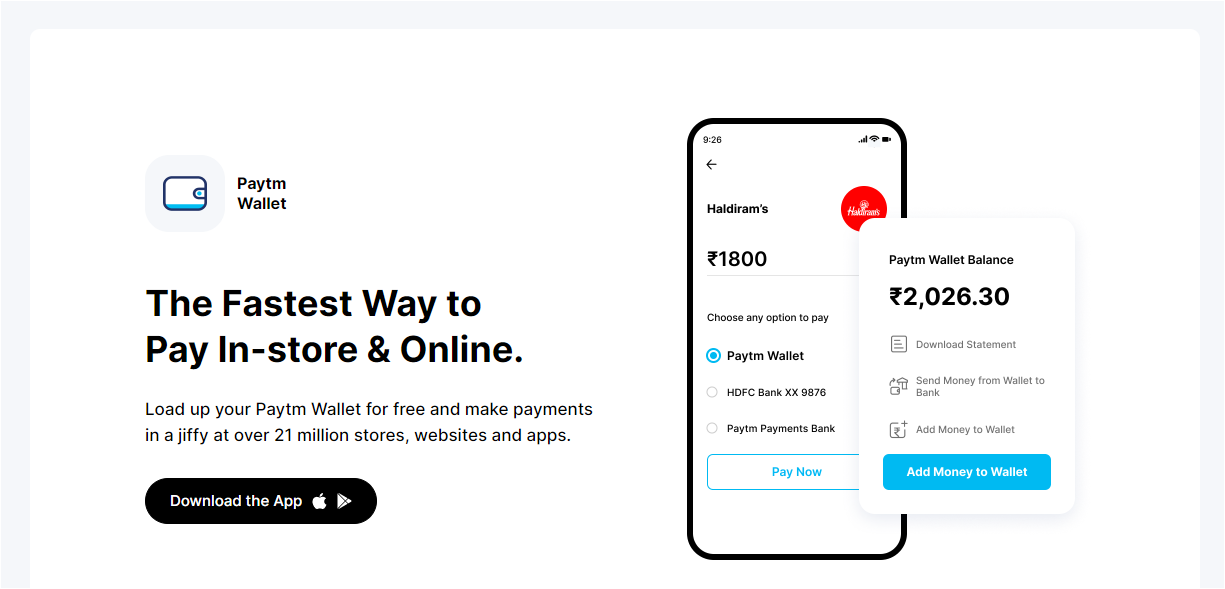 Paytm
Wallet
The Fastest Way to
Pay In-store & Online.
Load up your Paytm Wallet for free and make payments
in a jiffy at over 21 million stores, websites and apps.
Download the App
9:26
Haldiram's
Haldiram's
₹1800
Choose any option to pay
Paytm Wallet
HDFC Bank XX 9876
Paytm Payments Bank
Pay Now
Paytm Wallet Balance
₹2,026.30
Download Statement
Send Money from Wallet to
Bank
Add Money to Wallet
Add Money to Wallet